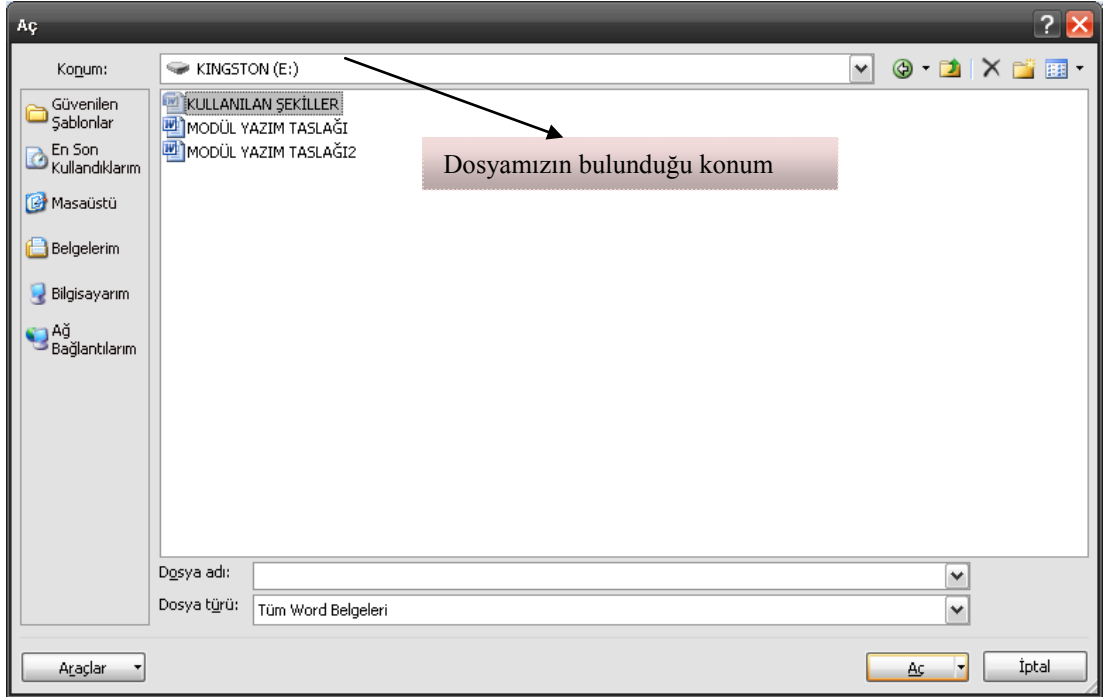 Aç
Konum:
KINGSTON (E:)
Güvenilen
Şablonlar
En Son
Kullandıklarım
Masaüstü
Belgelerim
Bilgisayarım
Ağ
Bağlantılarım
KULLANILAN ŞEKİLLER
MODÜL YAZIM TASLAĞI
MODÜL YAZIM TASLAĞI2
Dosyamızın bulunduğu konum
Dosya adı:
Dosya türü:
Tüm Word Belgeleri
Araçlar
Aç
İptal